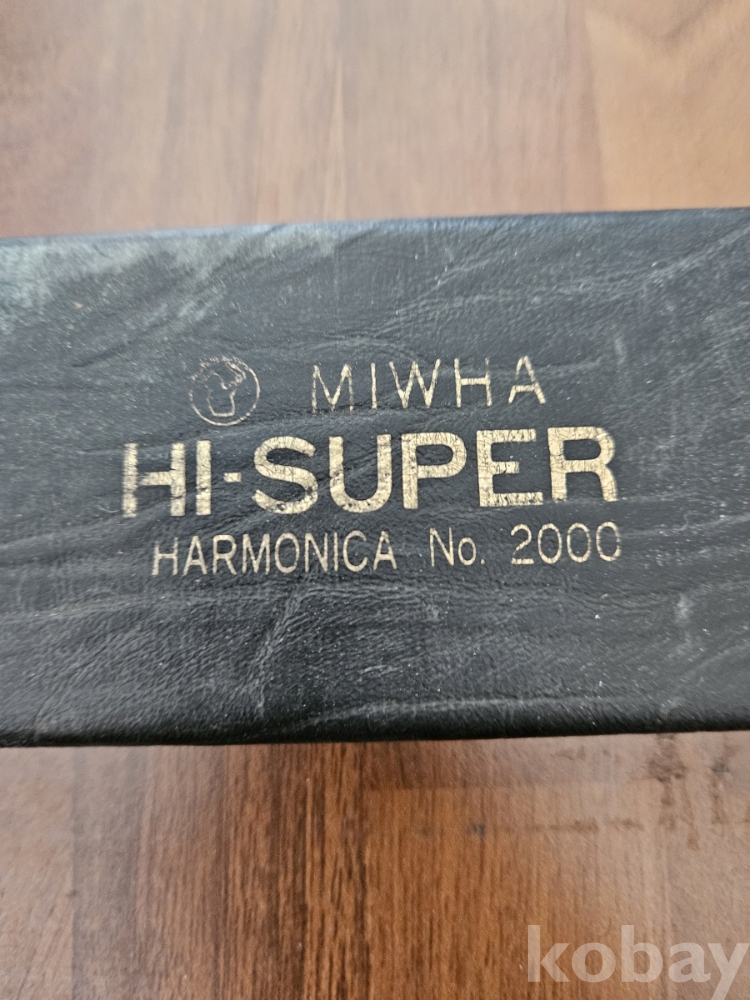 MIWHA
HI-SUPER
HARMONICA No. 2000
kobay